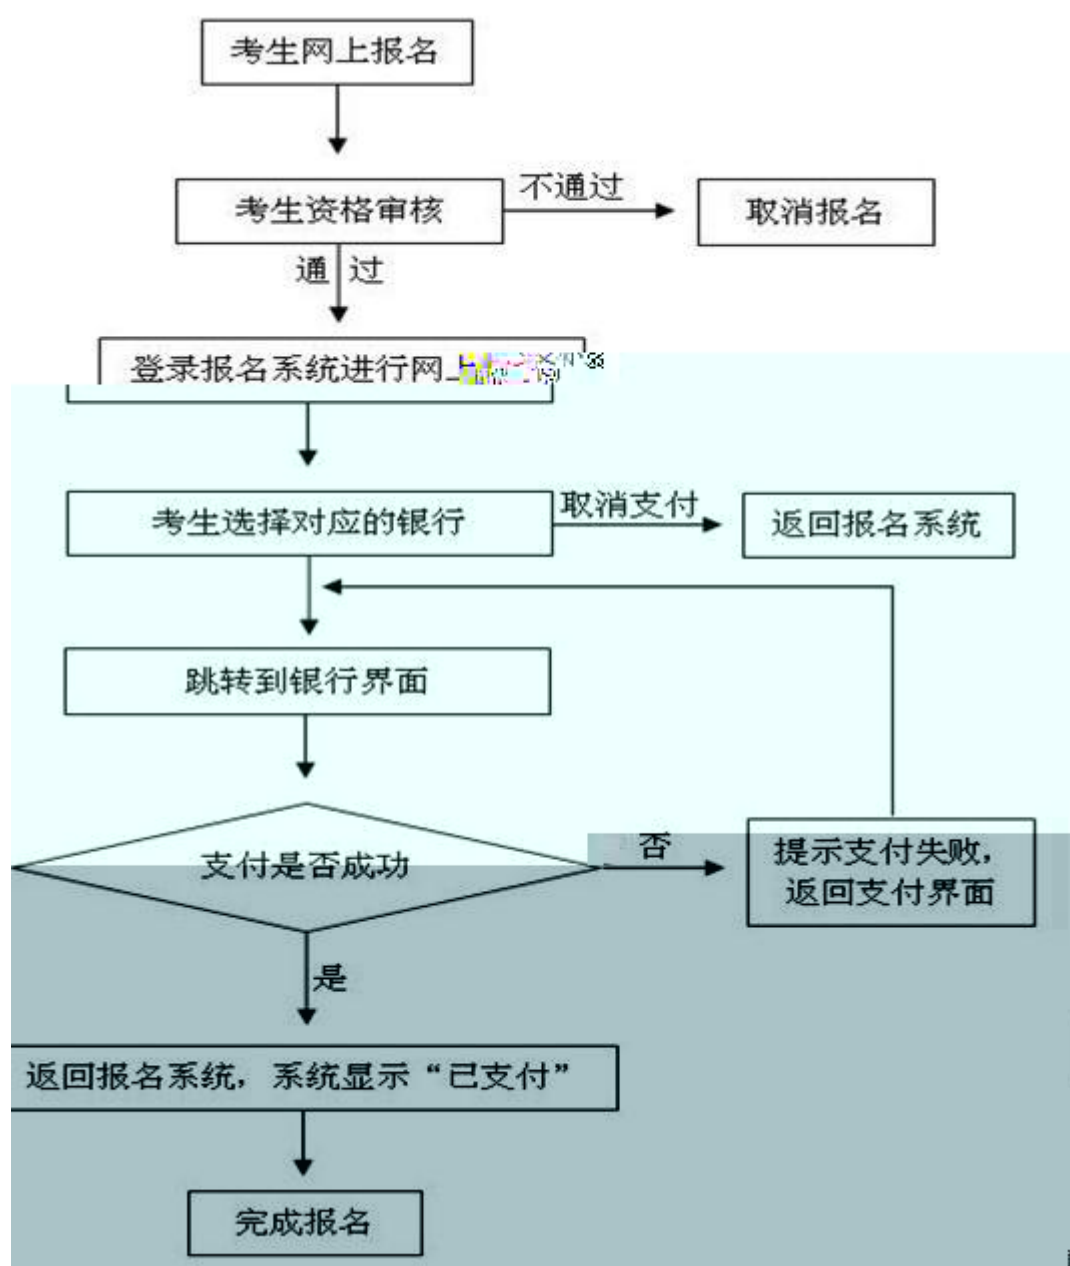 考生网上报名
考生资格审核
不通过
取消报名
通过
登录报名系统进行网上
考生选择对应的银行
取消支付
返回报名系统
跳转到银行界面
支付是否成功
否
提示支付失败，
返回支付界面
是
返回报名系统，系统显示“已支付”
完成报名